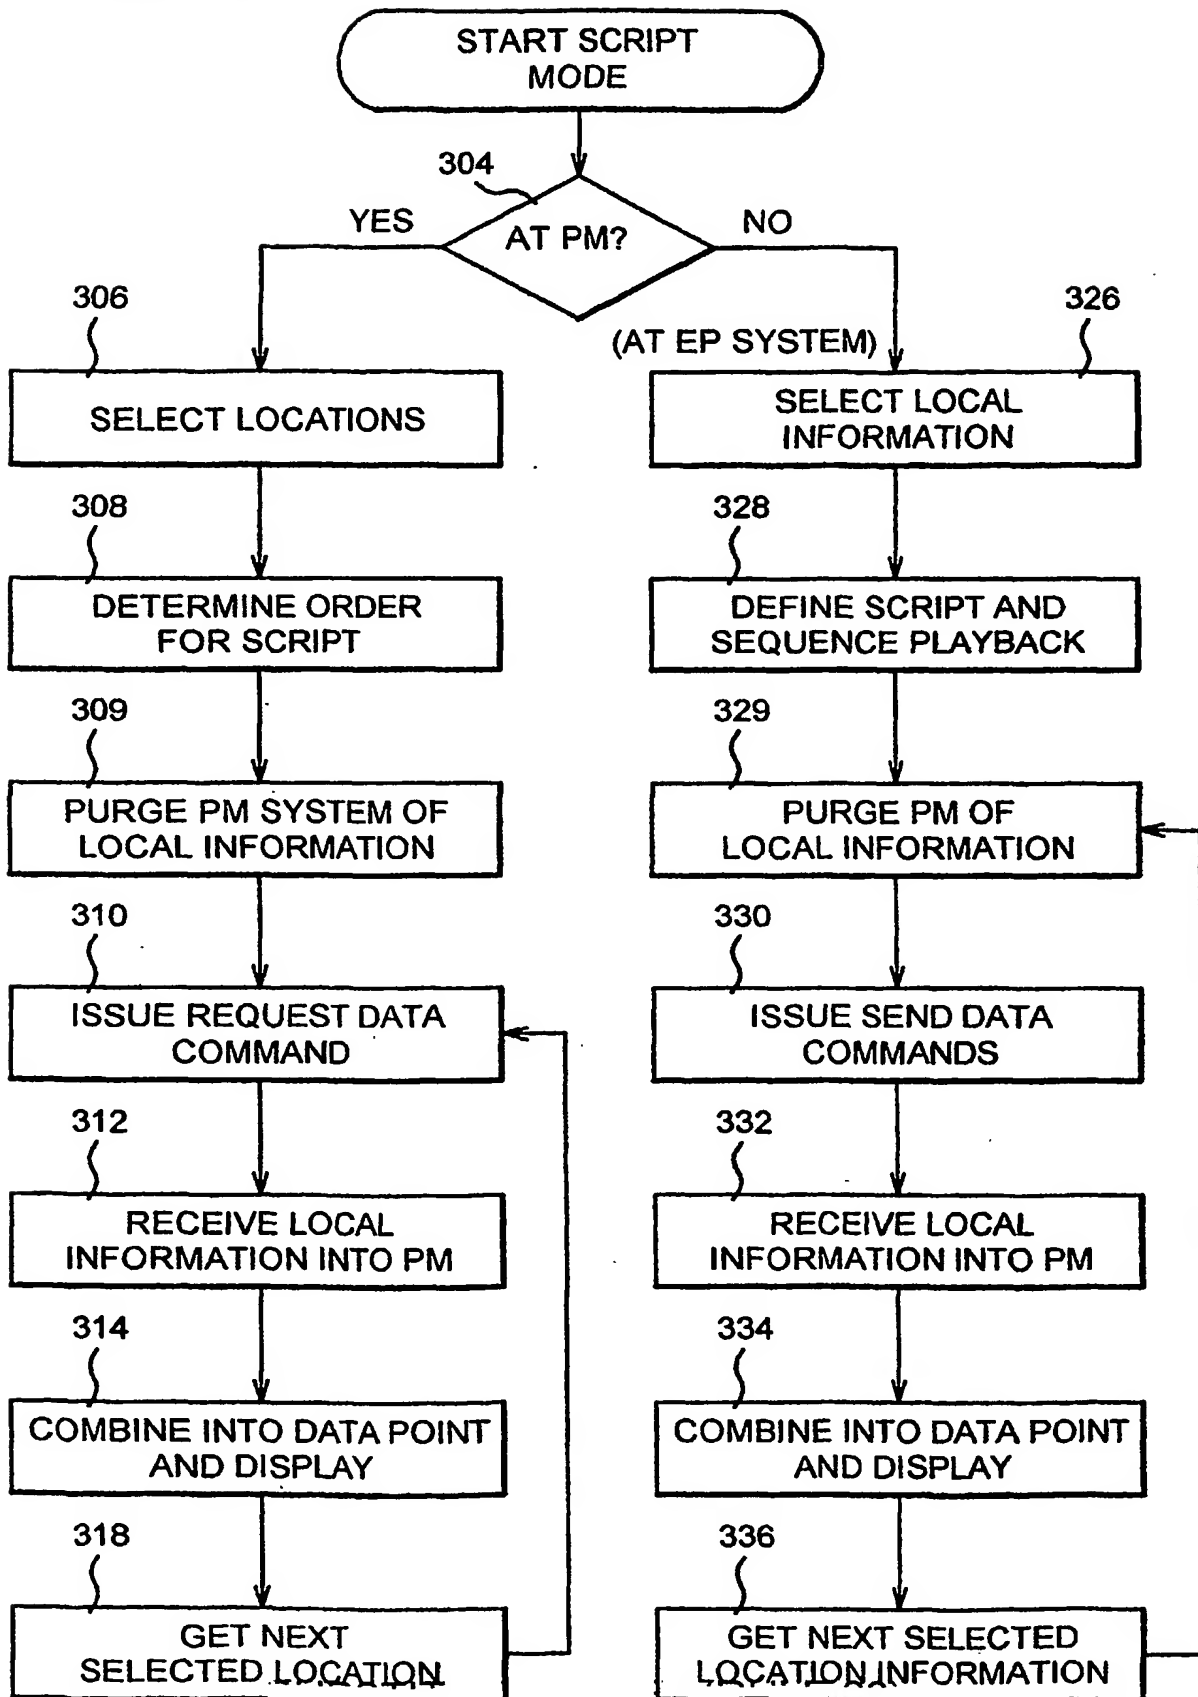 START SCRIPT
MODE
304
YES
AT PM?
NO
(AT EP SYSTEM)
306
SELECT LOCATIONS
326
SELECT LOCAL
INFORMATION
308
DETERMINE ORDER
FOR SCRIPT
328
DEFINE SCRIPT AND
SEQUENCE PLAYBACK
309
PURGE PM SYSTEM OF
LOCAL INFORMATION
329
PURGE PM OF
LOCAL INFORMATION
310
ISSUE REQUEST DATA
COMMAND
330
ISSUE SEND DATA
COMMANDS
312
RECEIVE LOCAL
INFORMATION INTO PM
332
RECEIVE LOCAL
INFORMATION INTO PM
314
COMBINE INTO DATA POINT
AND DISPLAY
334
COMBINE INTO DATA POINT
AND DISPLAY
318
GET NEXT
SELECTED LOCATION
336
GET NEXT SELECTED
LOCATION INFORMATION